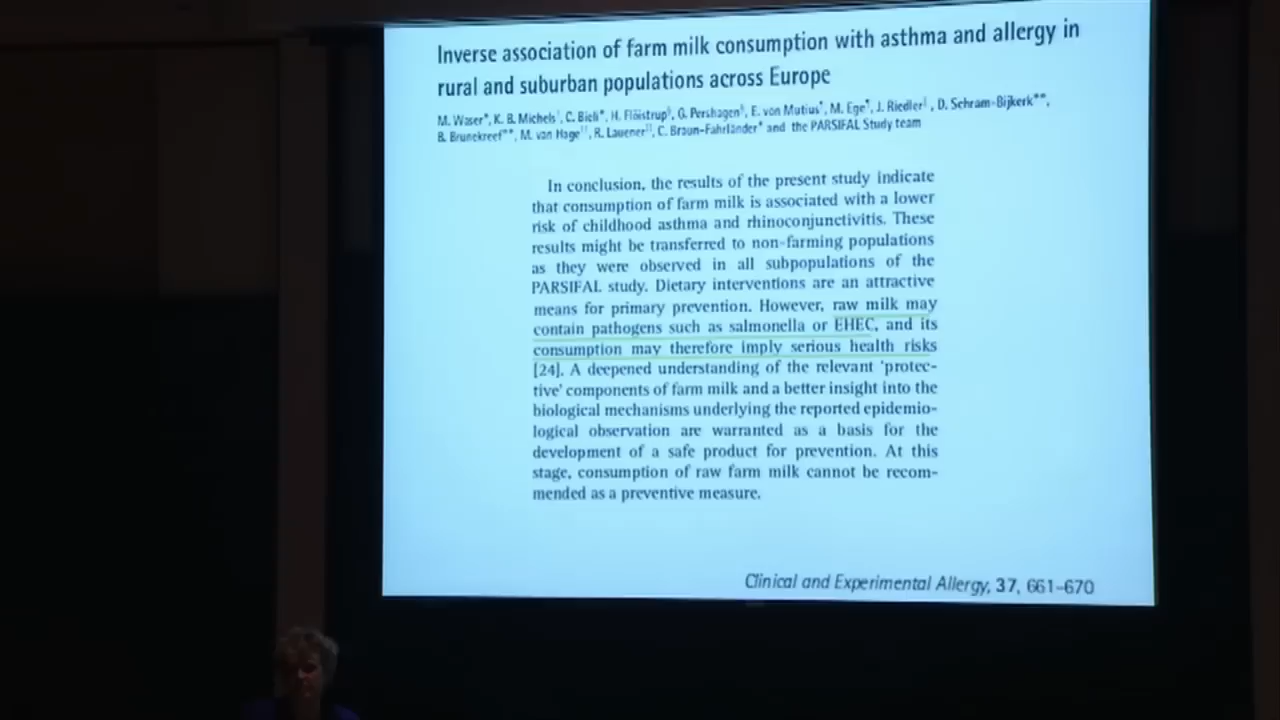 Inverse association of farm milk consumption with asthma and allergy in
rural and suburban populations across Europe
M. Waser*, K. B. Michels†, C. Bieli*, H. Flöistrup‡, G. Pershagen§, E. von Mutius¶, M. Ege¶, J. Riedler‖, D. Schram-Bijkerk**,
B. Brunekreef**, M. van Hage††, R. Lauener‡‡, C. Braun-Fahrländer* and the PARSIFAL Study team
In conclusion, the results of the present study indicate
that consumption of farm milk is associated with a lower
risk of childhood asthma and rhinoconjunctivitis. These
results might be transferred to non-farming populations
as they were observed in all subpopulations of the
PARSIFAL study. Dietary interventions are an attractive
means for primary prevention. However, raw milk may
contain pathogens such as salmonella or EHEC, and its
consumption may therefore imply serious health risks
[24]. A deepened understanding of the relevant 'protec-
tive' components of farm milk and a better insight into the
biological mechanisms underlying the reported epidemio-
logical observation are warranted as a basis for the
development of a safe product for prevention. At this
stage, consumption of raw farm milk cannot be recom-
mended as a preventive measure.
Clinical and Experimental Allergy, 37, 661–670